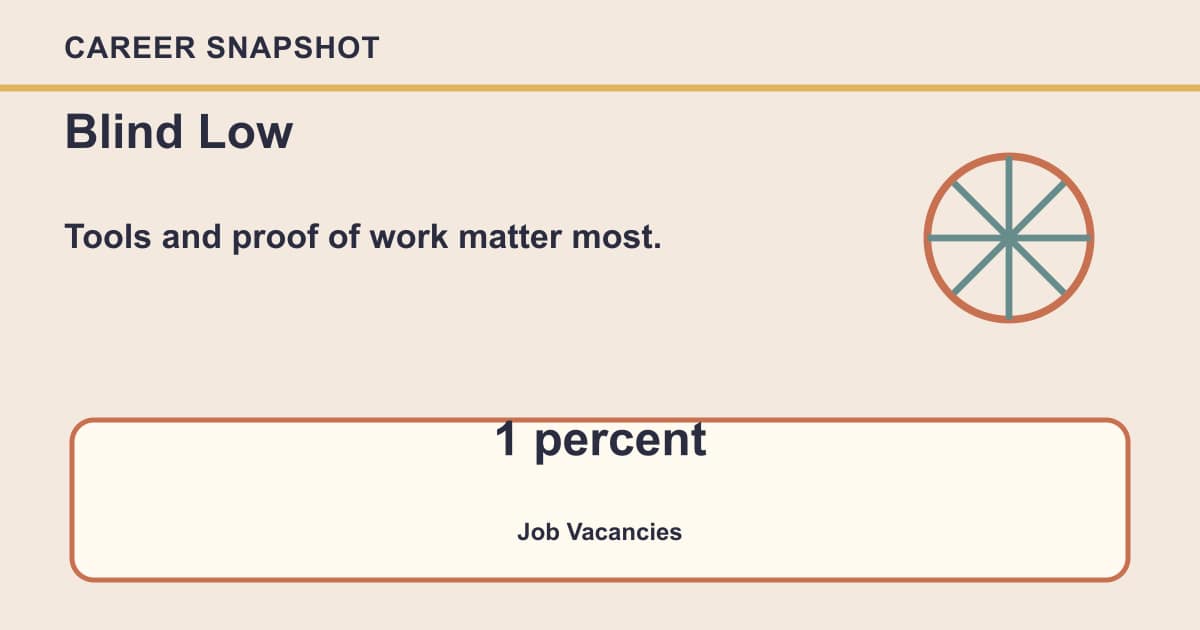 CAREER SNAPSHOT
Blind Low
Tools and proof of work matter most.
1 percent
Job Vacancies